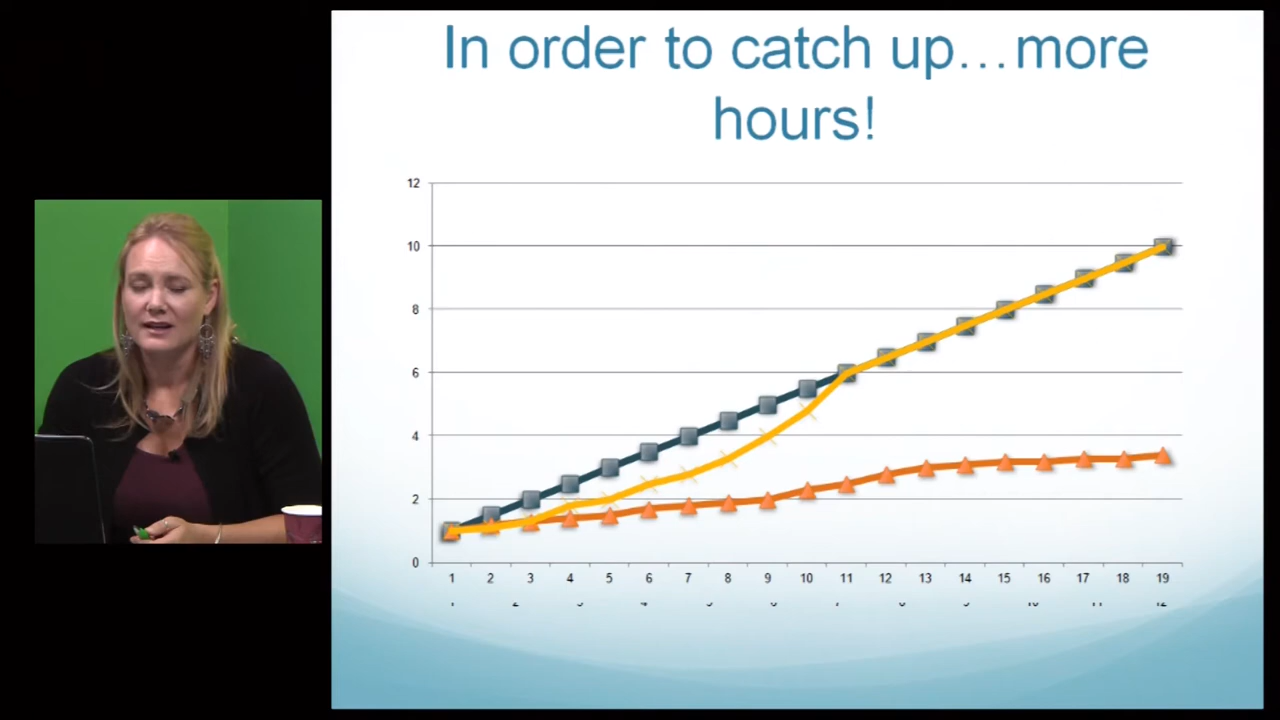 In order to catch up…more
hours!
12
10
8
6
4
2
0
1 2 3 4 5 6 7 8 9 10 11 12 13 14 15 16 17 18 19